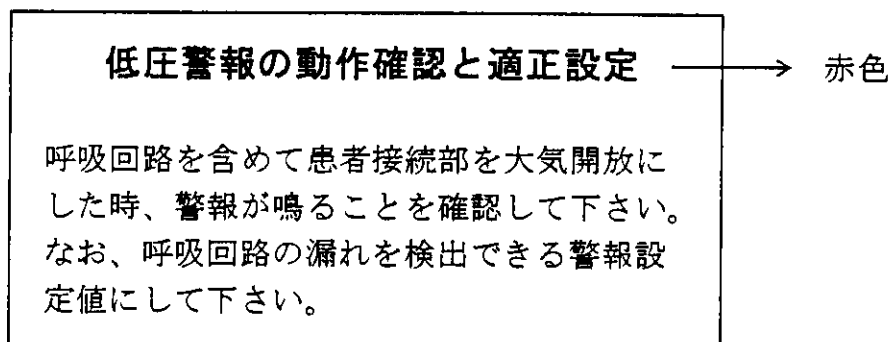 低圧警報の動作確認と適正設定 → 赤色
呼吸回路を含めて患者接続部を大気開放に
した時、警報が鳴ることを確認して下さい。
なお、呼吸回路の漏れを検出できる警報設
定値にして下さい。